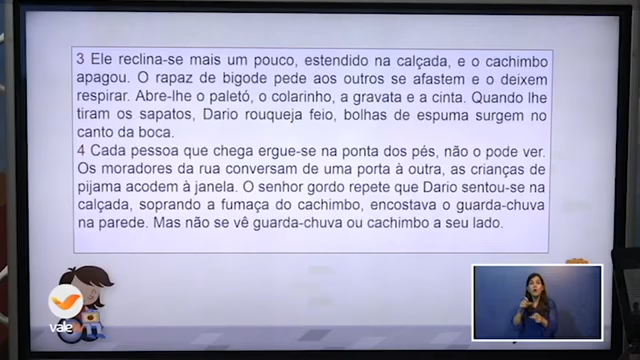 3 Ele reclina-se mais um pouco, estendido na calçada, e o cachimbo
apagou. O rapaz de bigode pede aos outros se afastem e o deixem
respirar. Abre-lhe o paletó, o colarinho, a gravata e a cinta. Quando lhe
tiram os sapatos, Dario rouqueja feio, bolhas de espuma surgem no
canto da boca.
4 Cada pessoa que chega ergue-se na ponta dos pés, não o pode ver.
Os moradores da rua conversam de uma porta à outra, as crianças de
pijama acodem à janela. O senhor gordo repete que Dario sentou-se na
calçada, soprando a fumaça do cachimbo, encostava o guarda-chuva
na parede. Mas não se vê guarda-chuva ou cachimbo a seu lado.
vale